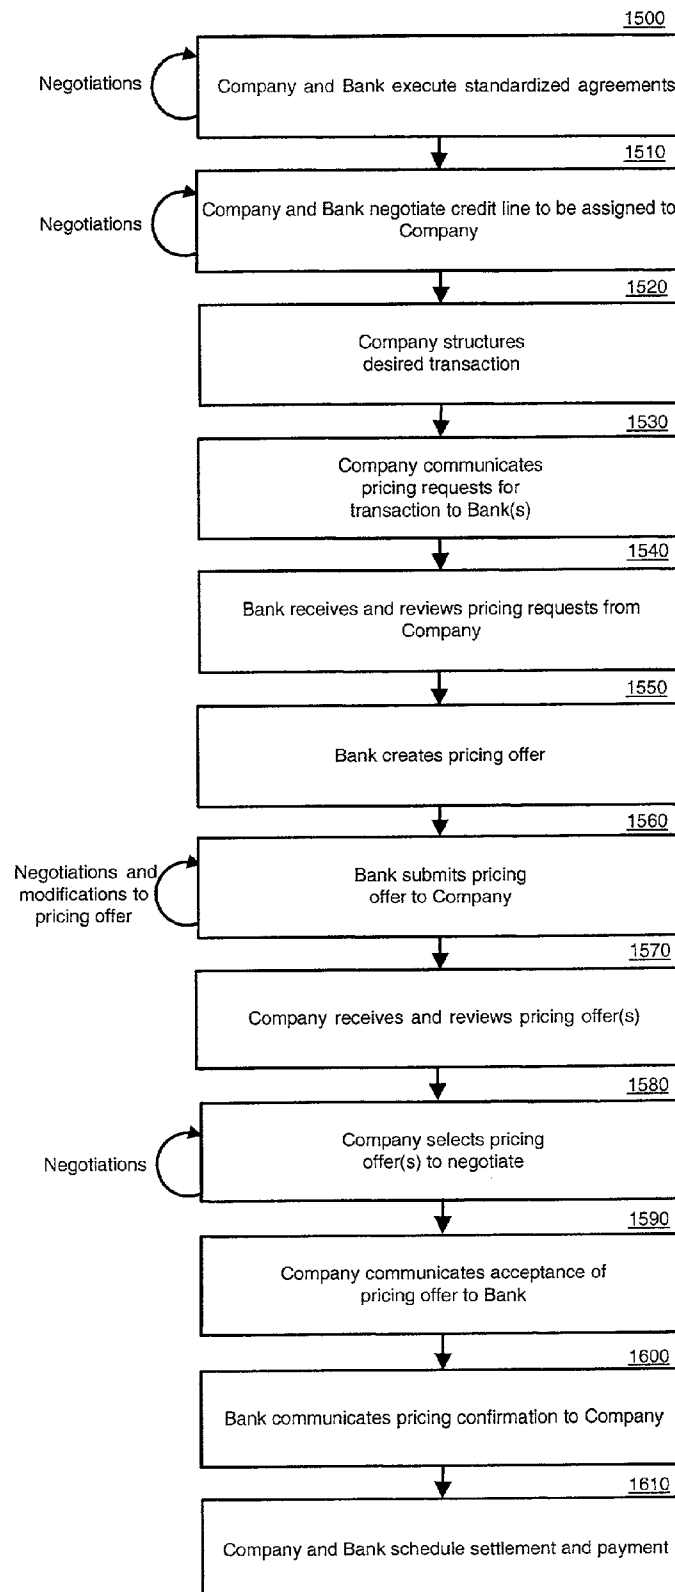 1500
Negotiations
Company and Bank execute standardized agreements
1510
Negotiations
Company and Bank negotiate credit line to be assigned to
Company
1520
Company structures
desired transaction
1530
Company communicates
pricing requests for
transaction to Bank(s)
1540
Bank receives and reviews pricing requests from
Company
1550
Bank creates pricing offer
1560
Negotiations and
modifications to
pricing offer
Bank submits pricing
offer to Company
1570
Company receives and reviews pricing offer(s)
1580
Negotiations
Company selects pricing
offer(s) to negotiate
1590
Company communicates acceptance of
pricing offer to Bank
1600
Bank communicates pricing confirmation to Company
1610
Company and Bank schedule settlement and payment